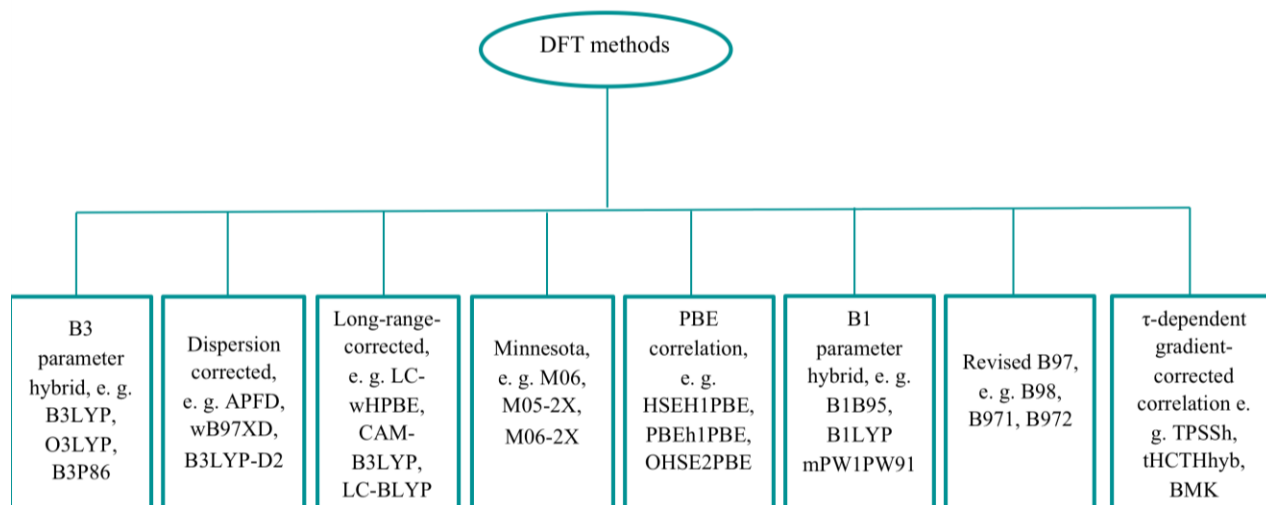 DFT methods
B3
parameter
hybrid, e. g.
B3LYP,
O3LYP,
B3P86
Dispersion
corrected,
e. g. APFD,
wB97XD,
B3LYP-D2
Long-range-
corrected,
e. g. LC-
wHPBE,
CAM-
B3LYP,
LC-BLYP
Minnesota,
e. g. M06,
M05-2X,
M06-2X
PBE
correlation,
e. g.
HSEH1PBE,
PBEh1PBE,
OHSE2PBE
B1
parameter
hybrid, e. g.
B1B95,
B1LYP
mPW1PW91
Revised B97,
e. g. B98,
B971, B972
τ-dependent
gradient-
corrected
correlation e.
g. TPSSh,
tHCTHhyb,
BMK